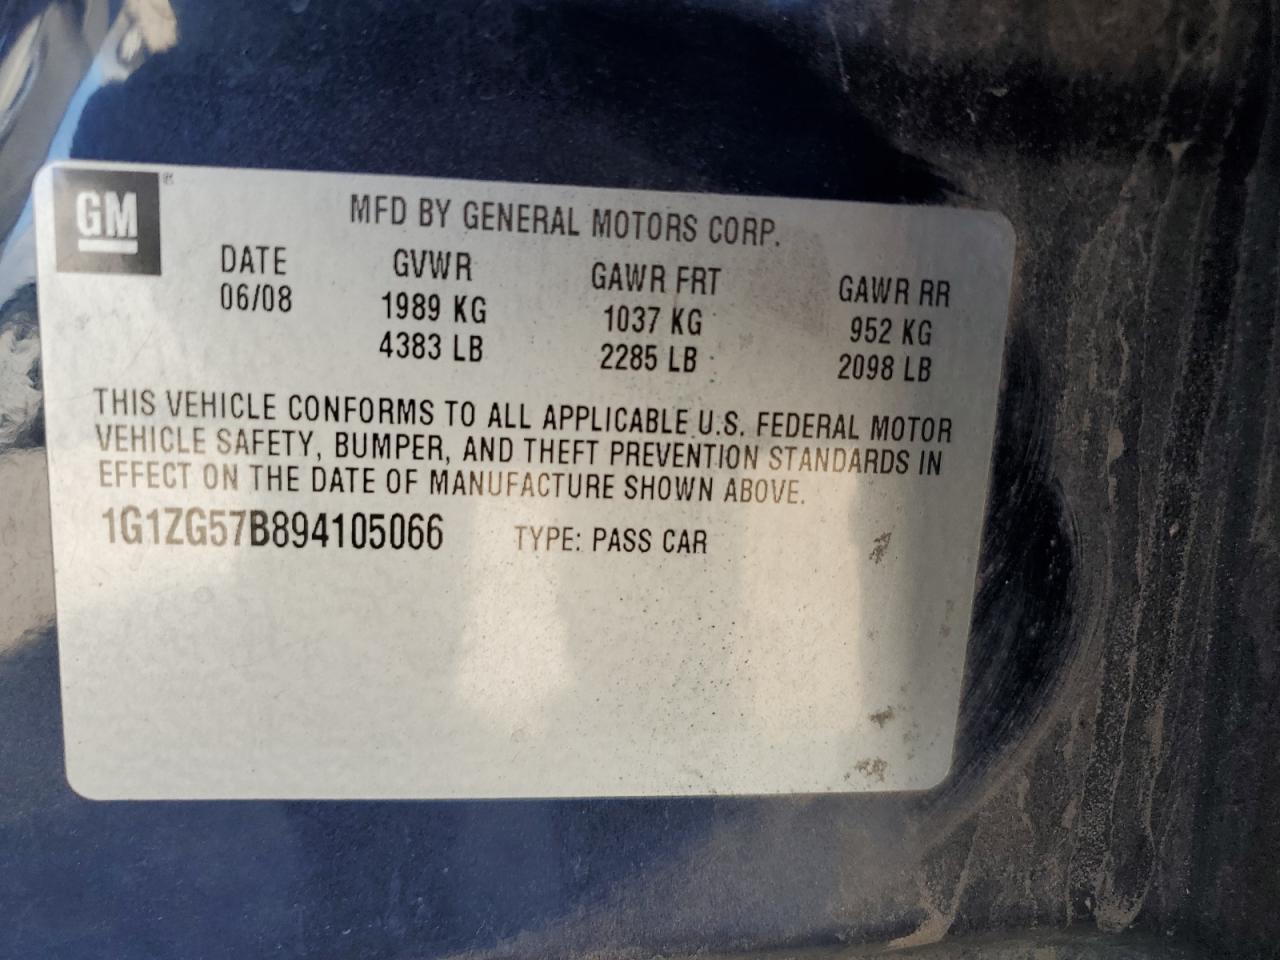 GM ®
MFD BY GENERAL MOTORS CORP.
DATE GVWR GAWR FRT GAWR RR
06/08 1989 KG 1037 KG 952 KG
4383 LB 2285 LB 2098 LB
THIS VEHICLE CONFORMS TO ALL APPLICABLE U.S. FEDERAL MOTOR
VEHICLE SAFETY, BUMPER, AND THEFT PREVENTION STANDARDS IN
EFFECT ON THE DATE OF MANUFACTURE SHOWN ABOVE.
1G1ZG57B894105066 TYPE: PASS CAR